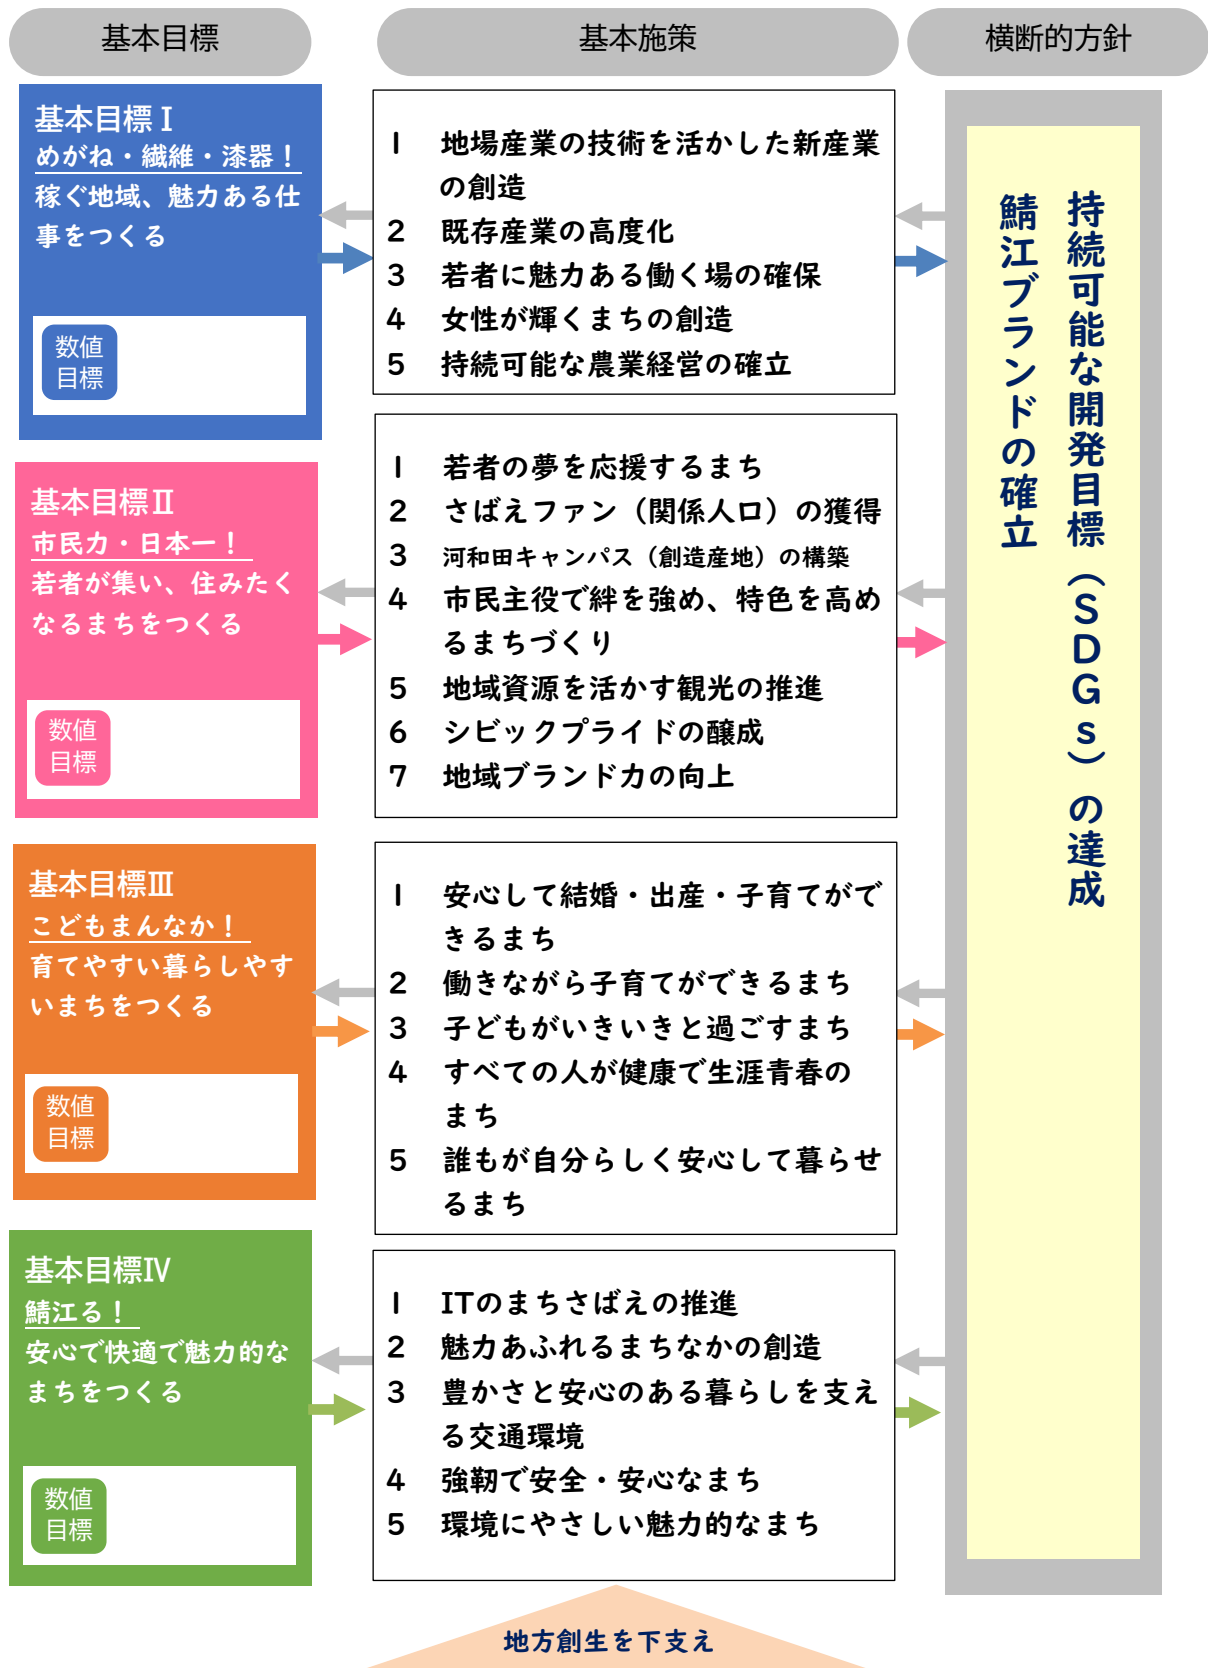 基本目標
基本施策
横断的方針
基本目標Ⅰ
めがね・繊維・漆器！
稼ぐ地域、魅力ある仕
事をつくる
数値
目標
1 地場産業の技術を活かした新産業
の創造
2 既存産業の高度化
3 若者に魅力ある働く場の確保
4 女性が輝くまちの創造
5 持続可能な農業経営の確立
基本目標Ⅱ
市民力・日本一！
若者が集い、住みたく
なるまちをつくる
数値
目標
1 若者の夢を応援するまち
2 さばえファン（関係人口）の獲得
3 河和田キャンパス（創造産地）の構築
4 市民主役で絆を強め、特色を高め
るまちづくり
5 地域資源を活かす観光の推進
6 シビックプライドの醸成
7 地域ブランド力の向上
基本目標Ⅲ
こどもまんなか！
育てやすい暮らしやす
いまちをつくる
数値
目標
1 安心して結婚・出産・子育てがで
きるまち
2 働きながら子育てができるまち
3 子どもがいきいきと過ごすまち
4 すべての人が健康で生涯青春の
まち
5 誰もが自分らしく安心して暮らせ
るまち
基本目標Ⅳ
鯖江る！
安心で快適で魅力的な
まちをつくる
数値
目標
1 ITのまちさばえの推進
2 魅力あふれるまちなかの創造
3 豊かさと安心のある暮らしを支え
る交通環境
4 強靭で安全・安心なまち
5 環境にやさしい魅力的なまち
持続可能な開発目標（SDGs）の達成
鯖江ブランドの確立
地方創生を下支え